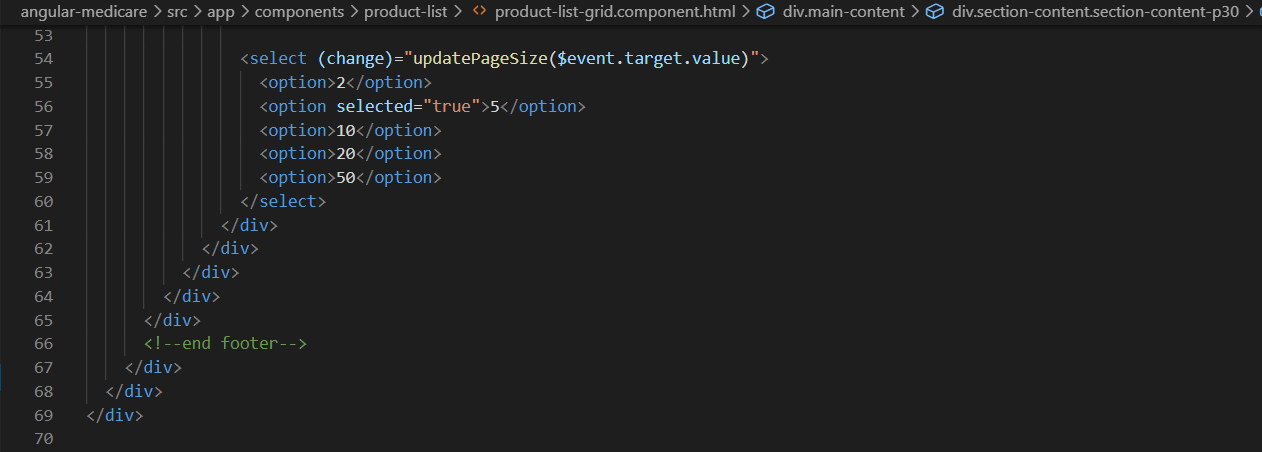 angular-medicare > src > app > components > product-list > <> product-list-grid.component.html > div.main-content > div.section-content.section-content-p30 >
53
54 <select (change)="updatePageSize($event.target.value)">
55 <option>2</option>
56 <option selected="true">5</option>
57 <option>10</option>
58 <option>20</option>
59 <option>50</option>
60 </select>
61 </div>
62 </div>
63 </div>
64 </div>
65 </div>
66 <!--end footer-->
67 </div>
68 </div>
69 </div>
70